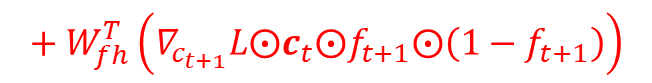 + W_{fh}^T (∇_{c_{t+1}} L⊙𝒄_t⊙f_{t+1}⊙(1 − f_{t+1}))